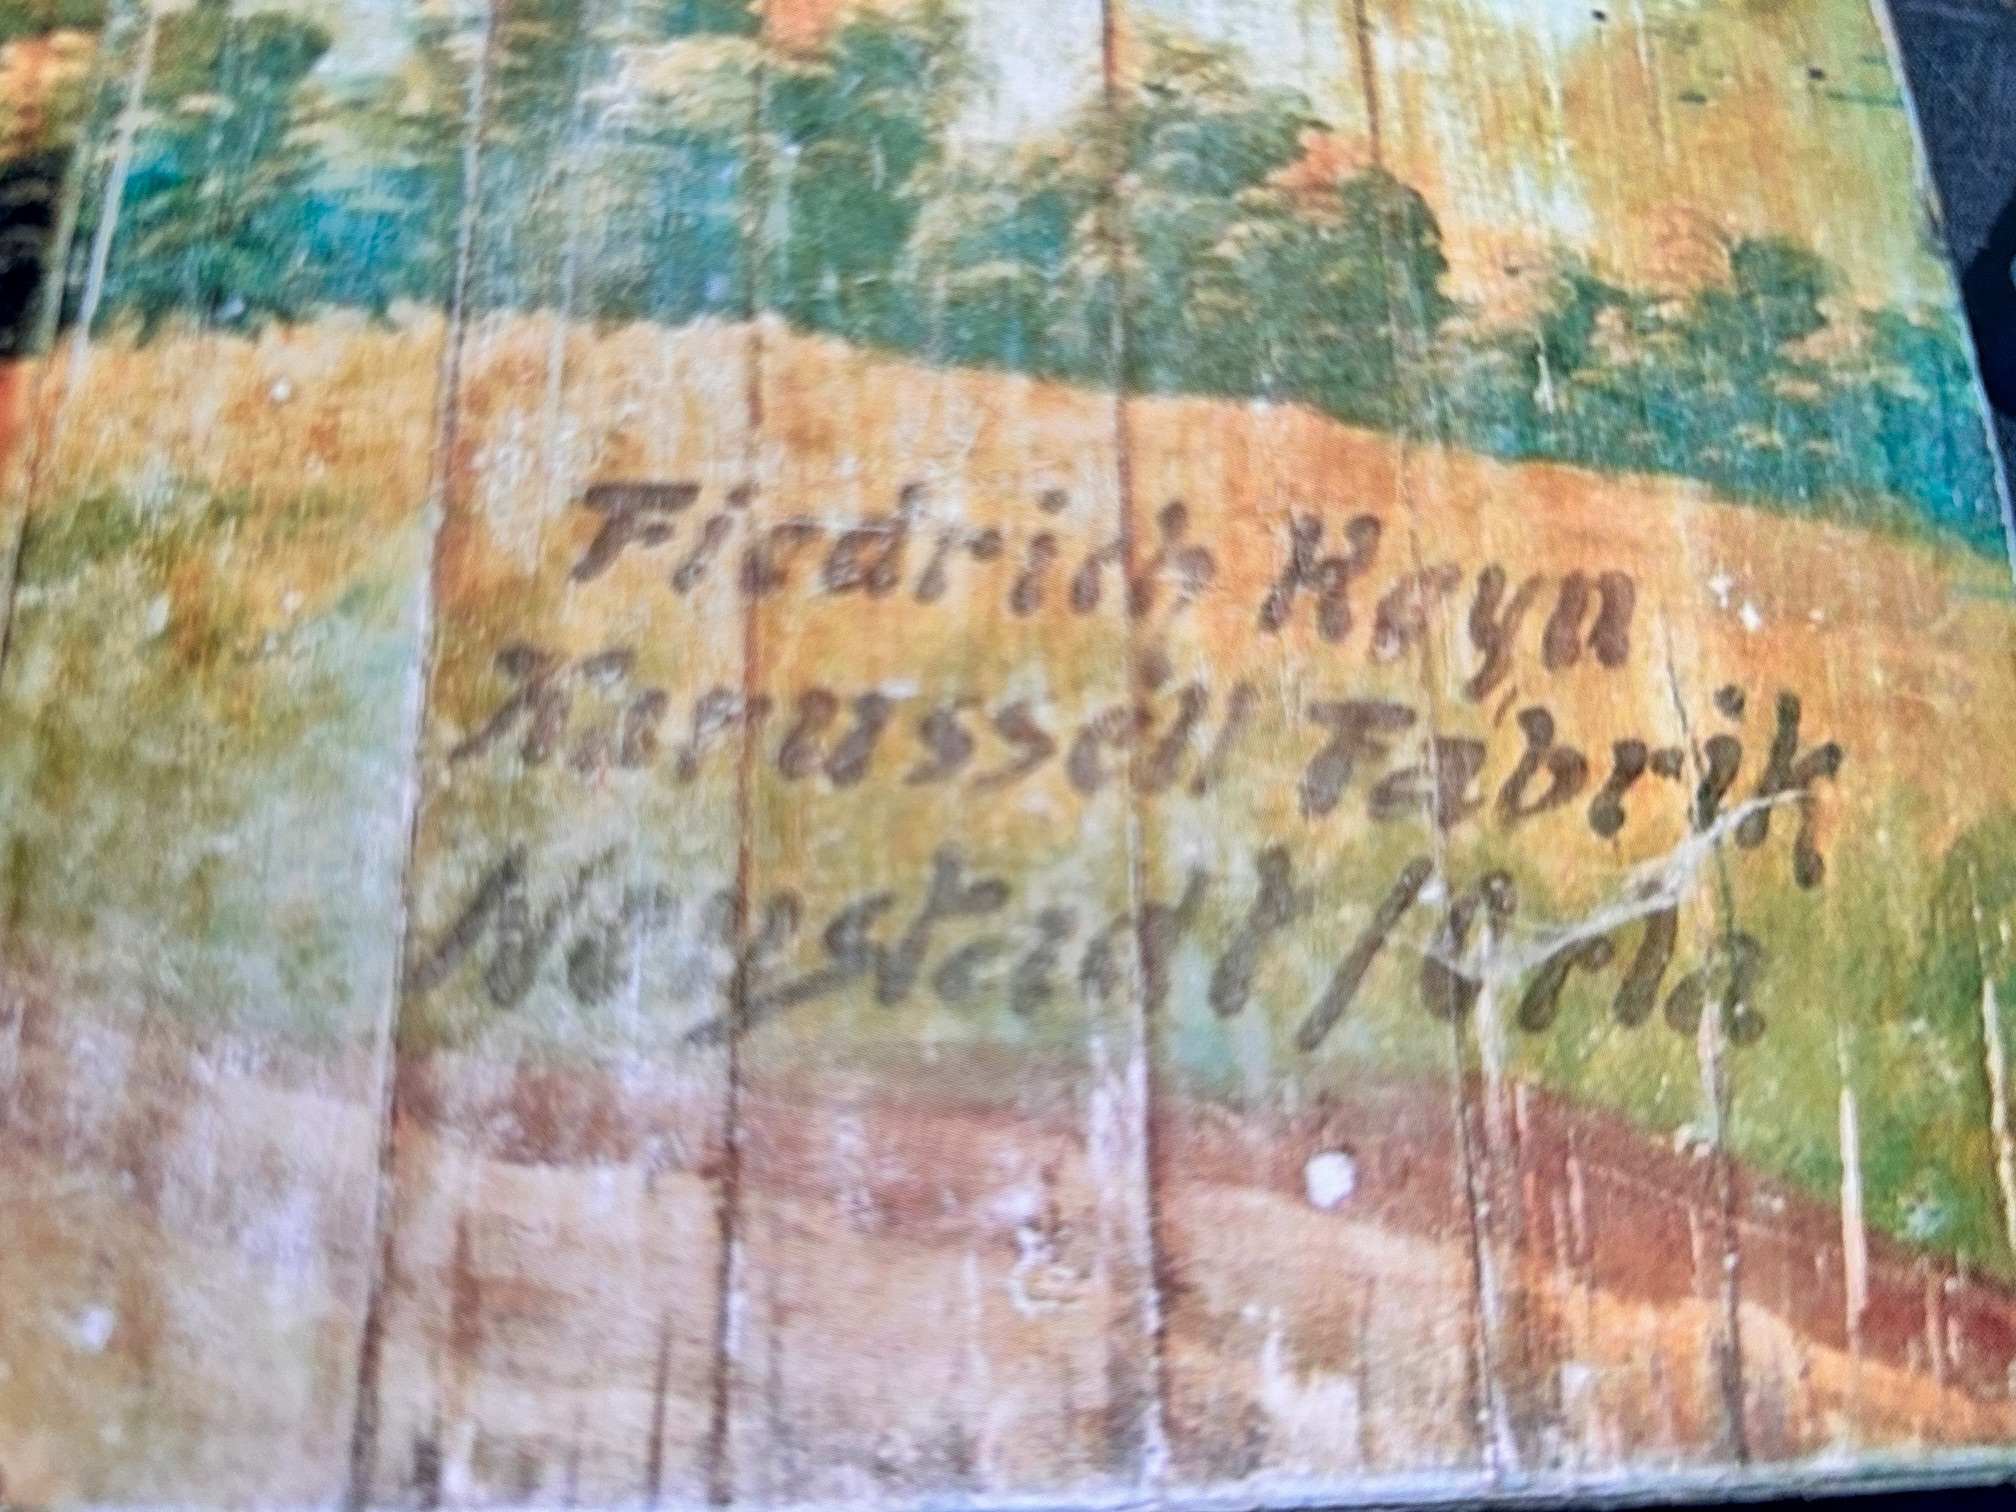 Fiedrich Heyn
Karussell Fabrik
Neustadt / Orla